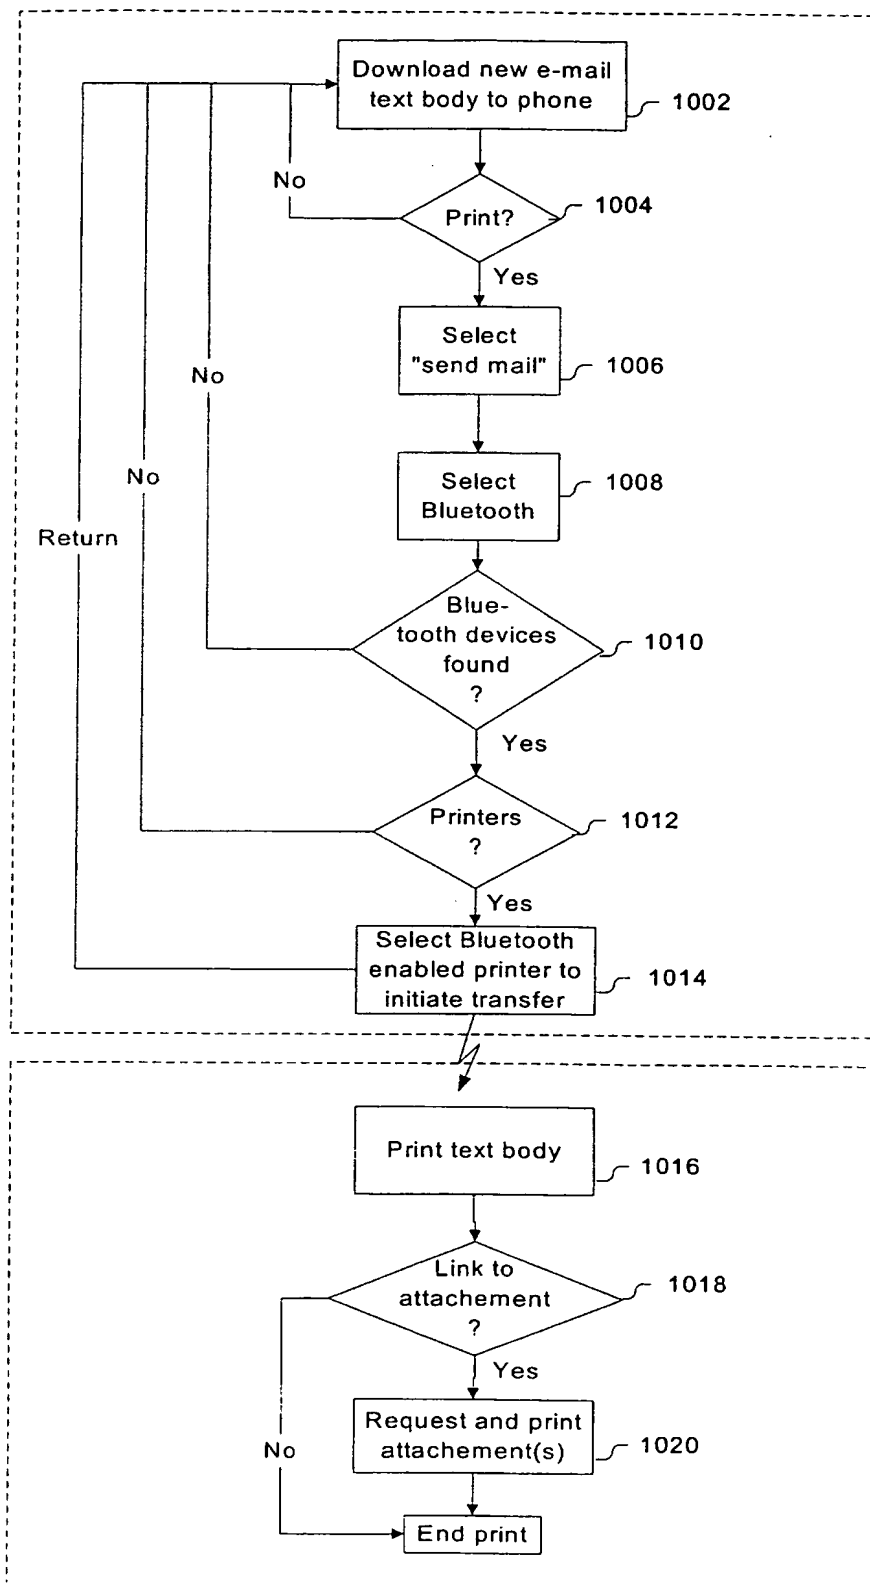 Download new e-mail
text body to phone
1002
No
Print?
1004
Yes
Select
"send mail"
1006
No
Select
Bluetooth
1008
No
Return
Blue-
tooth devices
found
?
1010
Yes
Printers
?
1012
Yes
Select Bluetooth
enabled printer to
initiate transfer
1014
Print text body
1016
Link to
attachement
?
1018
Yes
Request and print
attachement(s)
1020
No
End print